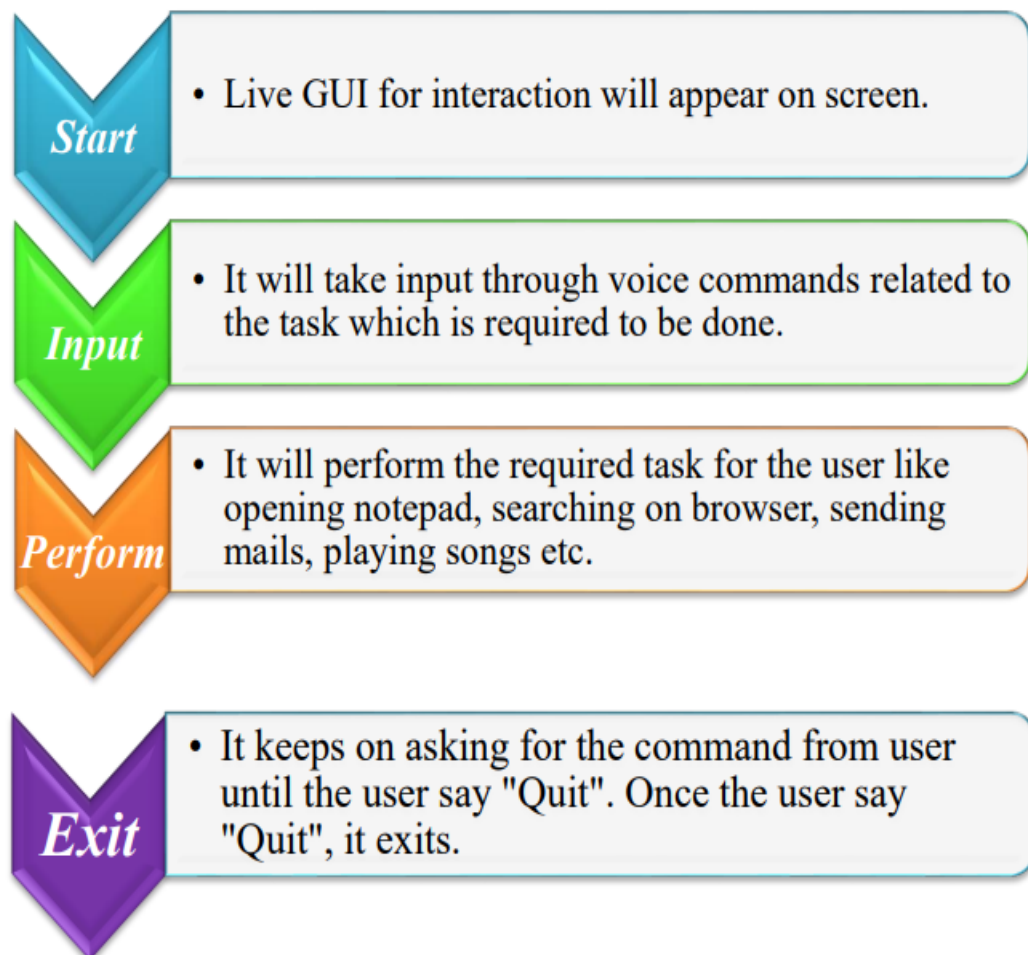 Start
• Live GUI for interaction will appear on screen.
Input
• It will take input through voice commands related to
the task which is required to be done.
Perform
• It will perform the required task for the user like
opening notepad, searching on browser, sending
mails, playing songs etc.
Exit
• It keeps on asking for the command from user
until the user say "Quit". Once the user say
"Quit", it exits.